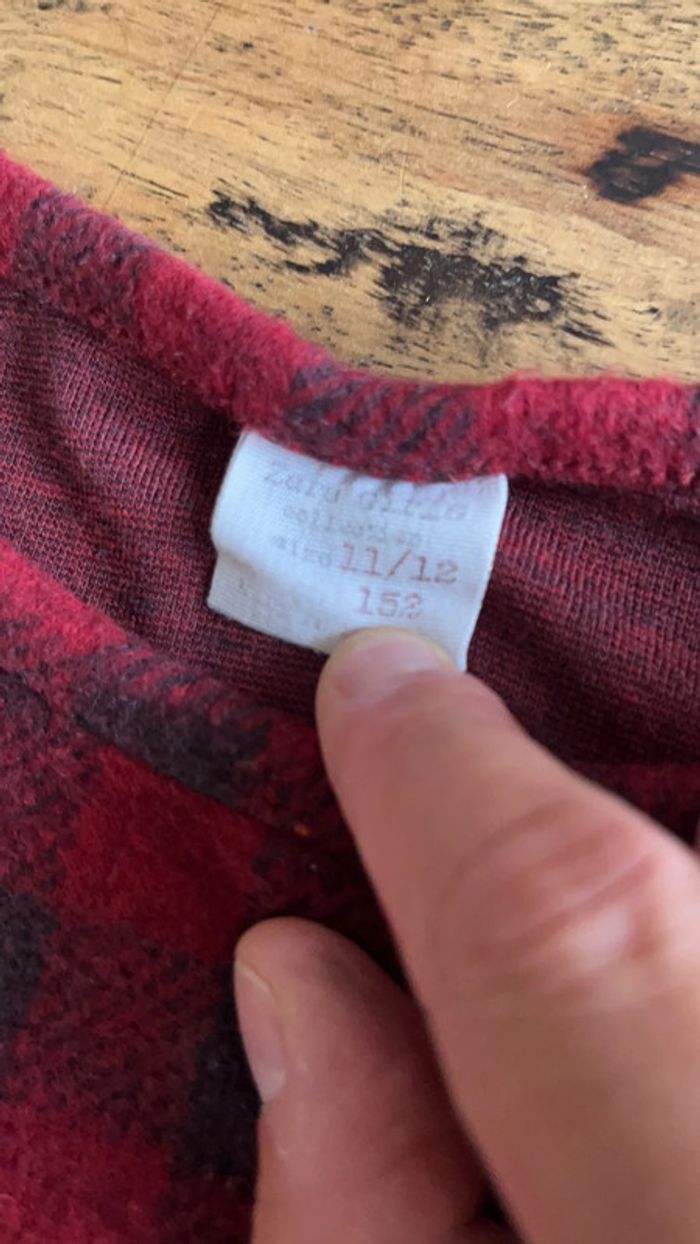 Zara Girls
collection
size 11/12
152